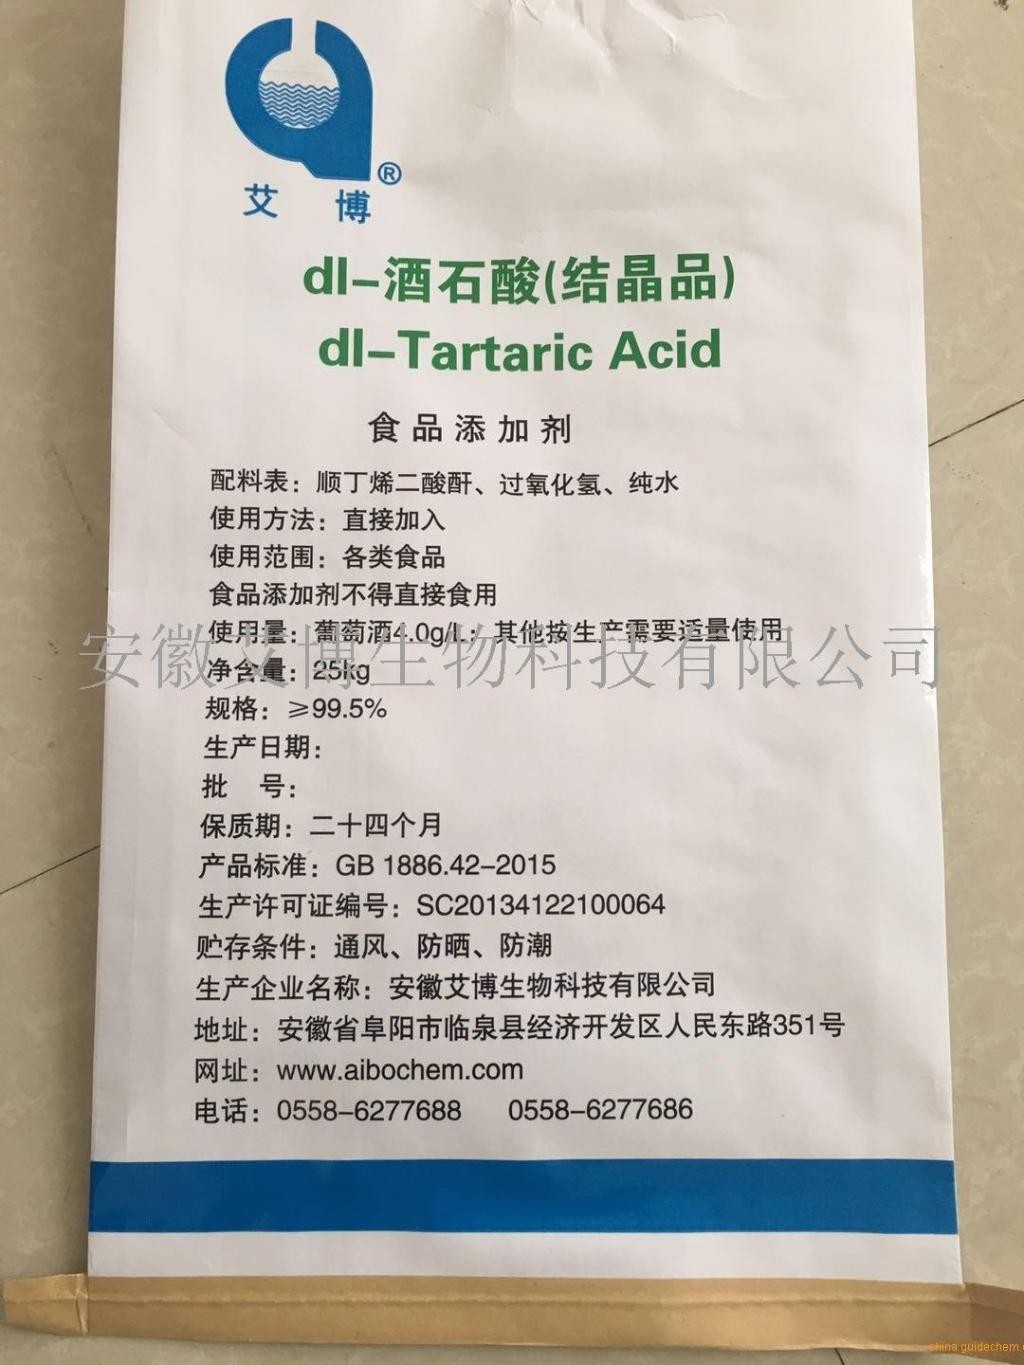 ®
艾 博
dl-酒石酸(结晶品)
dl-Tartaric Acid
食品添加剂
配料表：顺丁烯二酸酐、过氧化氢、纯水
使用方法：直接加入
使用范围：各类食品
食品添加剂不得直接食用
使用量：葡萄酒4.0g/L；其他按生产需要适量使用
安徽艾博生物科技有限公司
净含量：25kg
规格：≥99.5%
生产日期：
批 号：
保质期：二十四个月
产品标准：GB 1886.42-2015
生产许可证编号：SC20134122100064
贮存条件：通风、防晒、防潮
生产企业名称：安徽艾博生物科技有限公司
地址：安徽省阜阳市临泉县经济开发区人民东路351号
网址：www.aibochem.com
电话：0558-6277688 0558-6277686
china.guidechem.c